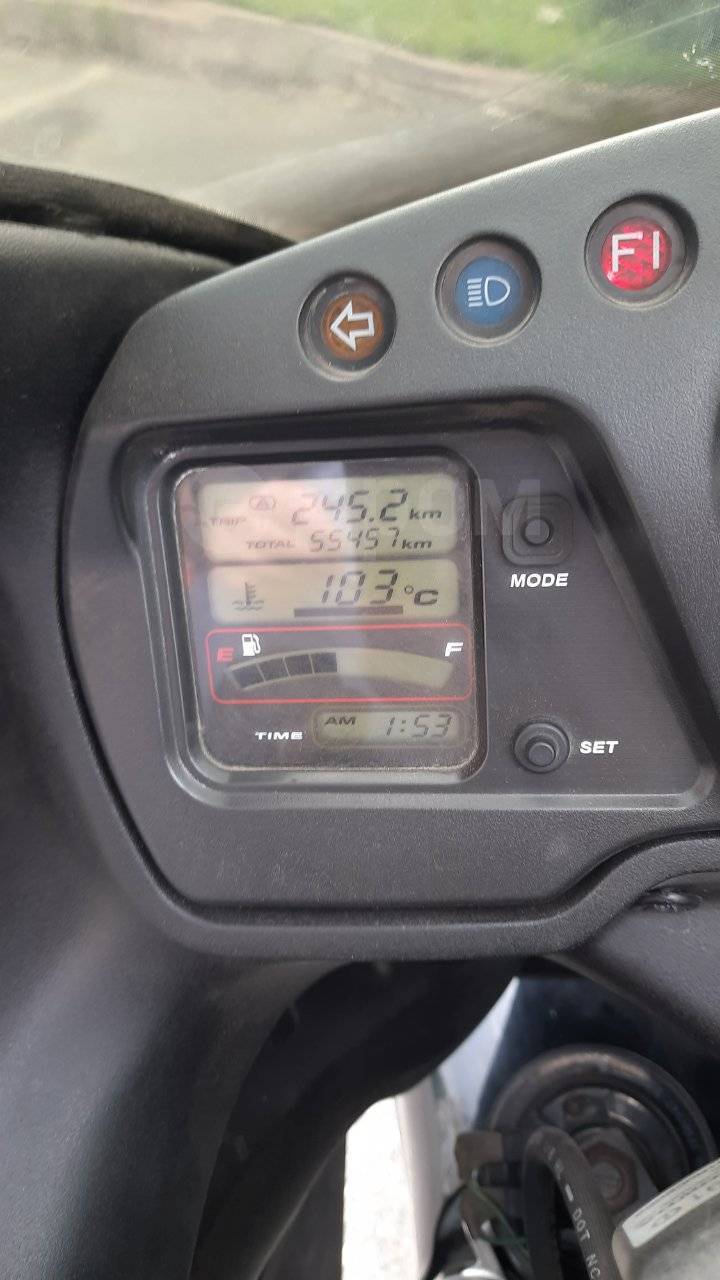 FI
TRIP A 245.2 km
TOTAL 55457 km
MODE
103 °C
E F
TIME AM 1:53
SET